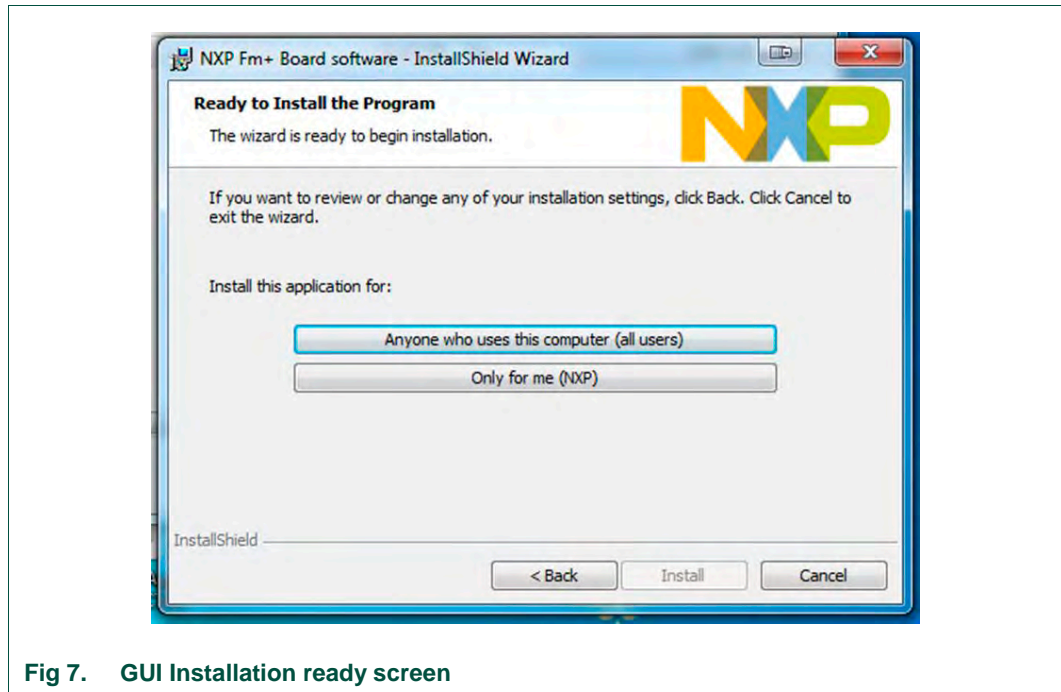 NXP Fm+ Board software - InstallShield Wizard
Ready to Install the Program
The wizard is ready to begin installation.
NXP
If you want to review or change any of your installation settings, click Back. Click Cancel to
exit the wizard.
Install this application for:
Anyone who uses this computer (all users)
Only for me (NXP)
InstallShield
< Back
Install
Cancel
Fig 7. GUI Installation ready screen